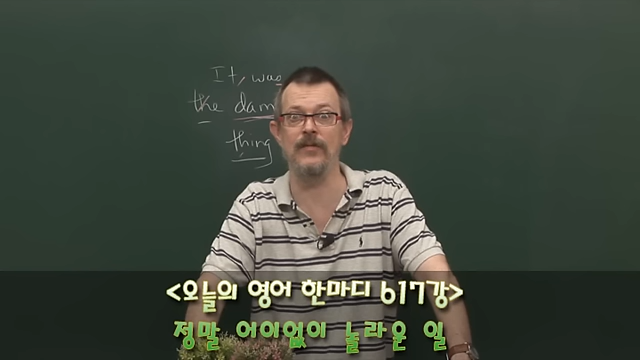 It, was
the dam
thing
<오늘의 영어 한마디 617강>
정말 어이없이 놀라운 일